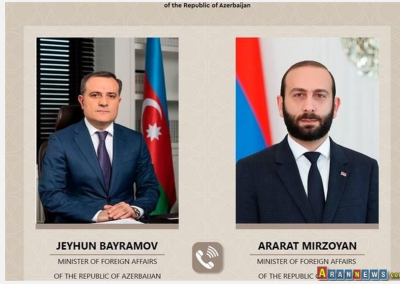 of the Republic of Azerbaijan
JEYHUN BAYRAMOV
MINISTER OF FOREIGN AFFAIRS
OF THE REPUBLIC OF AZERBAIJAN
ARARAT MIRZOYAN
MINISTER OF FOREIGN AFFAIRS
OF THE REPUBLIC
ARANNEWS